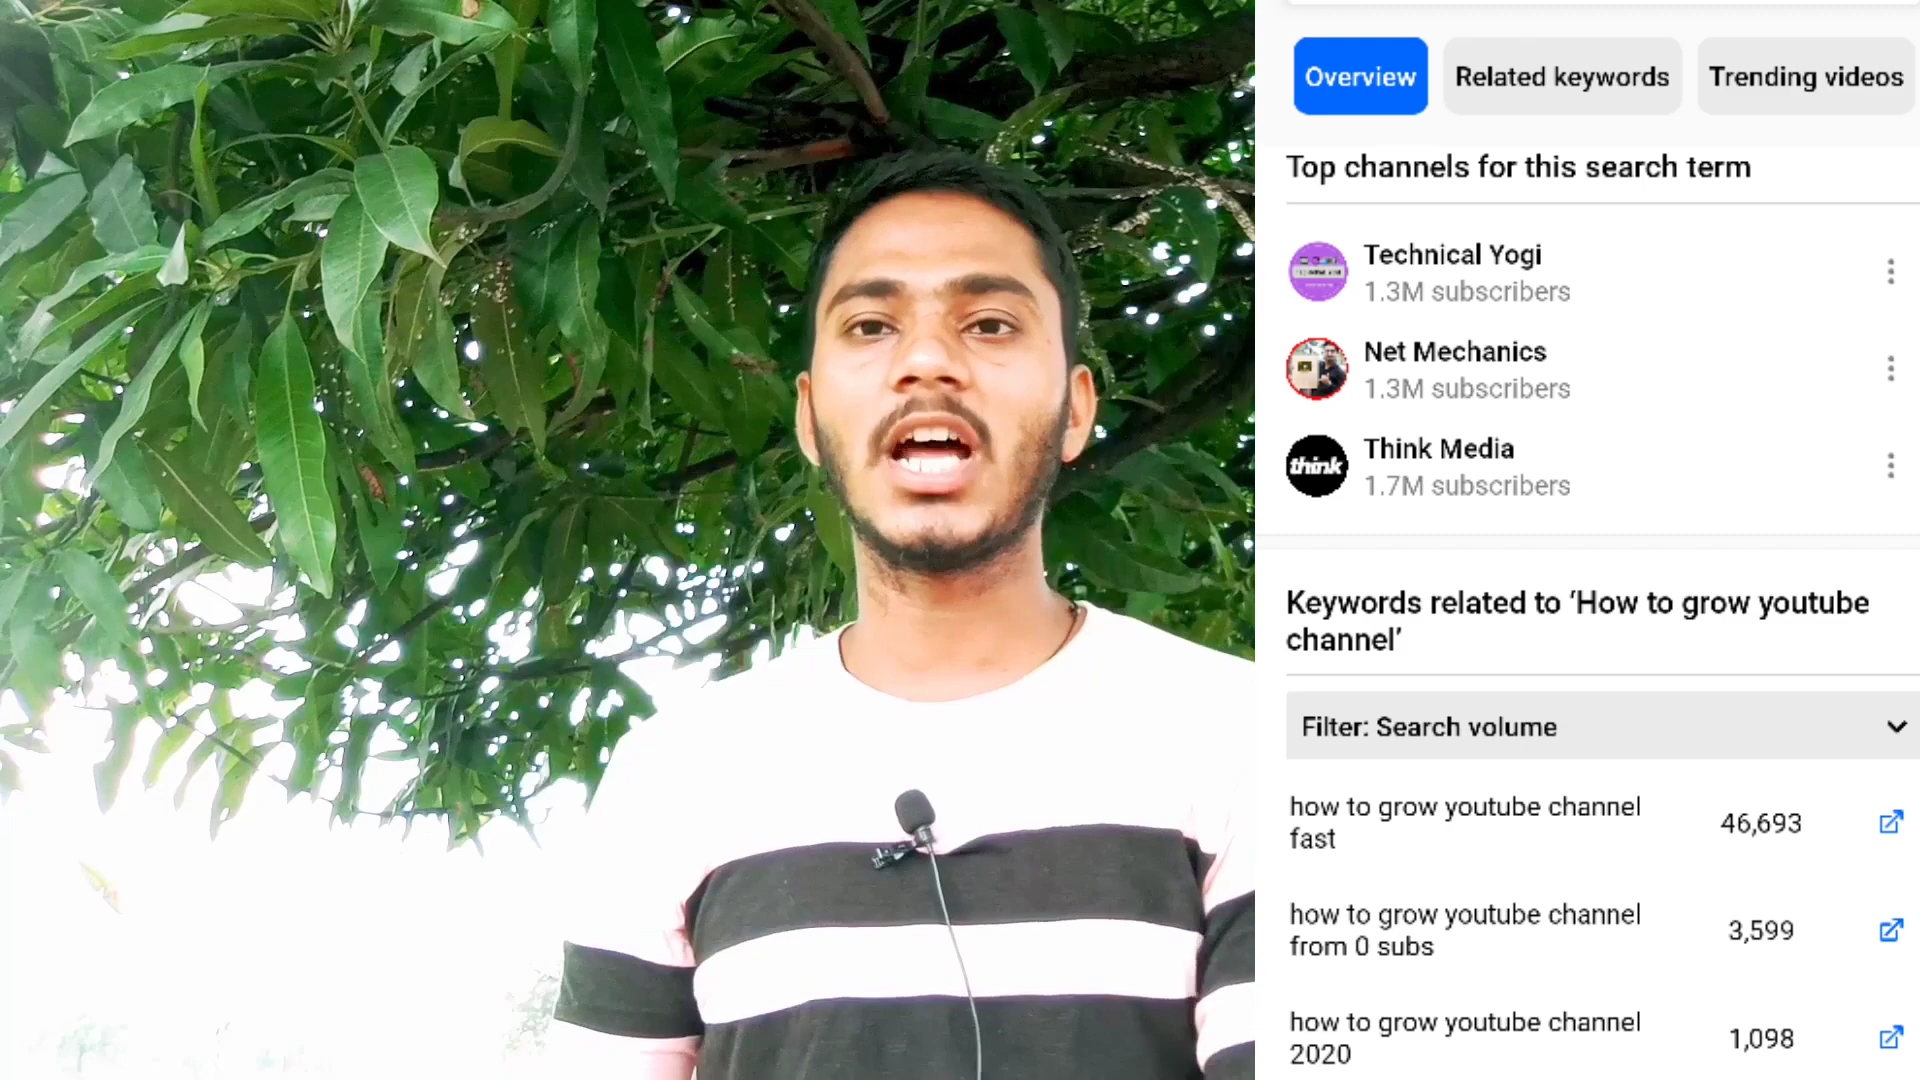 Overview
Related keywords
Trending videos
Top channels for this search term
Technical Yogi
1.3M subscribers
Net Mechanics
1.3M subscribers
think
Think Media
1.7M subscribers
Keywords related to ‘How to grow youtube
channel’
Filter: Search volume
how to grow youtube channel
fast
46,693
how to grow youtube channel
from 0 subs
3,599
how to grow youtube channel
2020
1,098